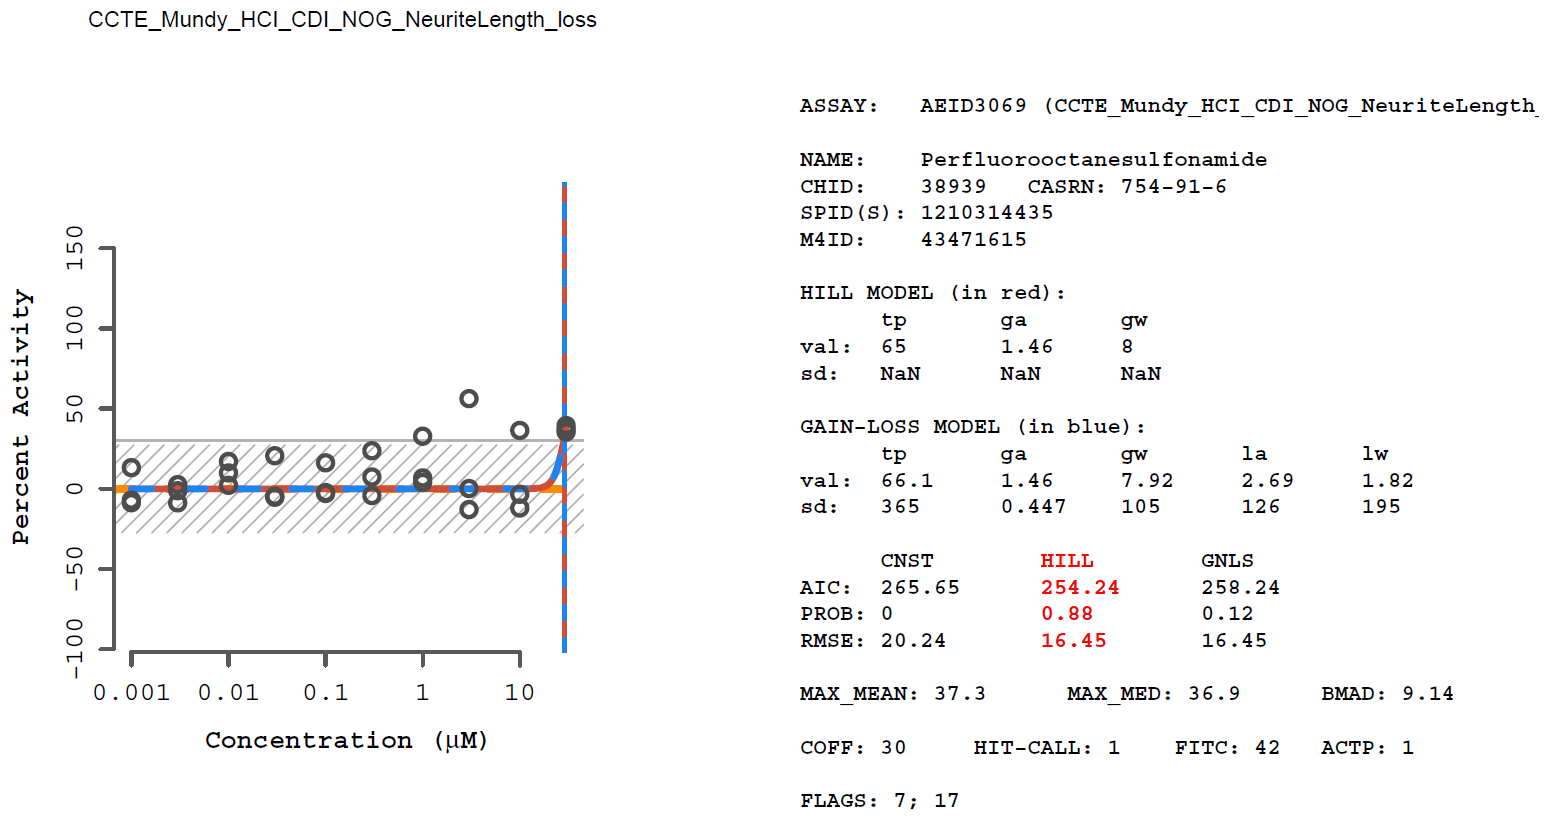 CCTE_Mundy_HCI_CDI_NOG_NeuriteLength_loss
ASSAY: AEID3069 (CCTE_Mundy_HCI_CDI_NOG_NeuriteLength_
NAME: Perfluorooctanesulfonamide
CHID: 38939 CASRN: 754-91-6
SPID(S): 1210314435
M4ID: 43471615
HILL MODEL (in red):
tp ga gw
val: 65 1.46 8
sd: NaN NaN NaN
GAIN-LOSS MODEL (in blue):
tp ga gw la lw
val: 66.1 1.46 7.92 2.69 1.82
sd: 365 0.447 105 126 195
CNST HILL GNLS
AIC: 265.65 254.24 258.24
PROB: 0 0.88 0.12
RMSE: 20.24 16.45 16.45
MAX_MEAN: 37.3 MAX_MED: 36.9 BMAD: 9.14
COFF: 30 HIT-CALL: 1 FITC: 42 ACTP: 1
FLAGS: 7; 17
Percent Activity
150
100
50
0
-50
-100
0.001 0.01 0.1 1 10
Concentration (μM)